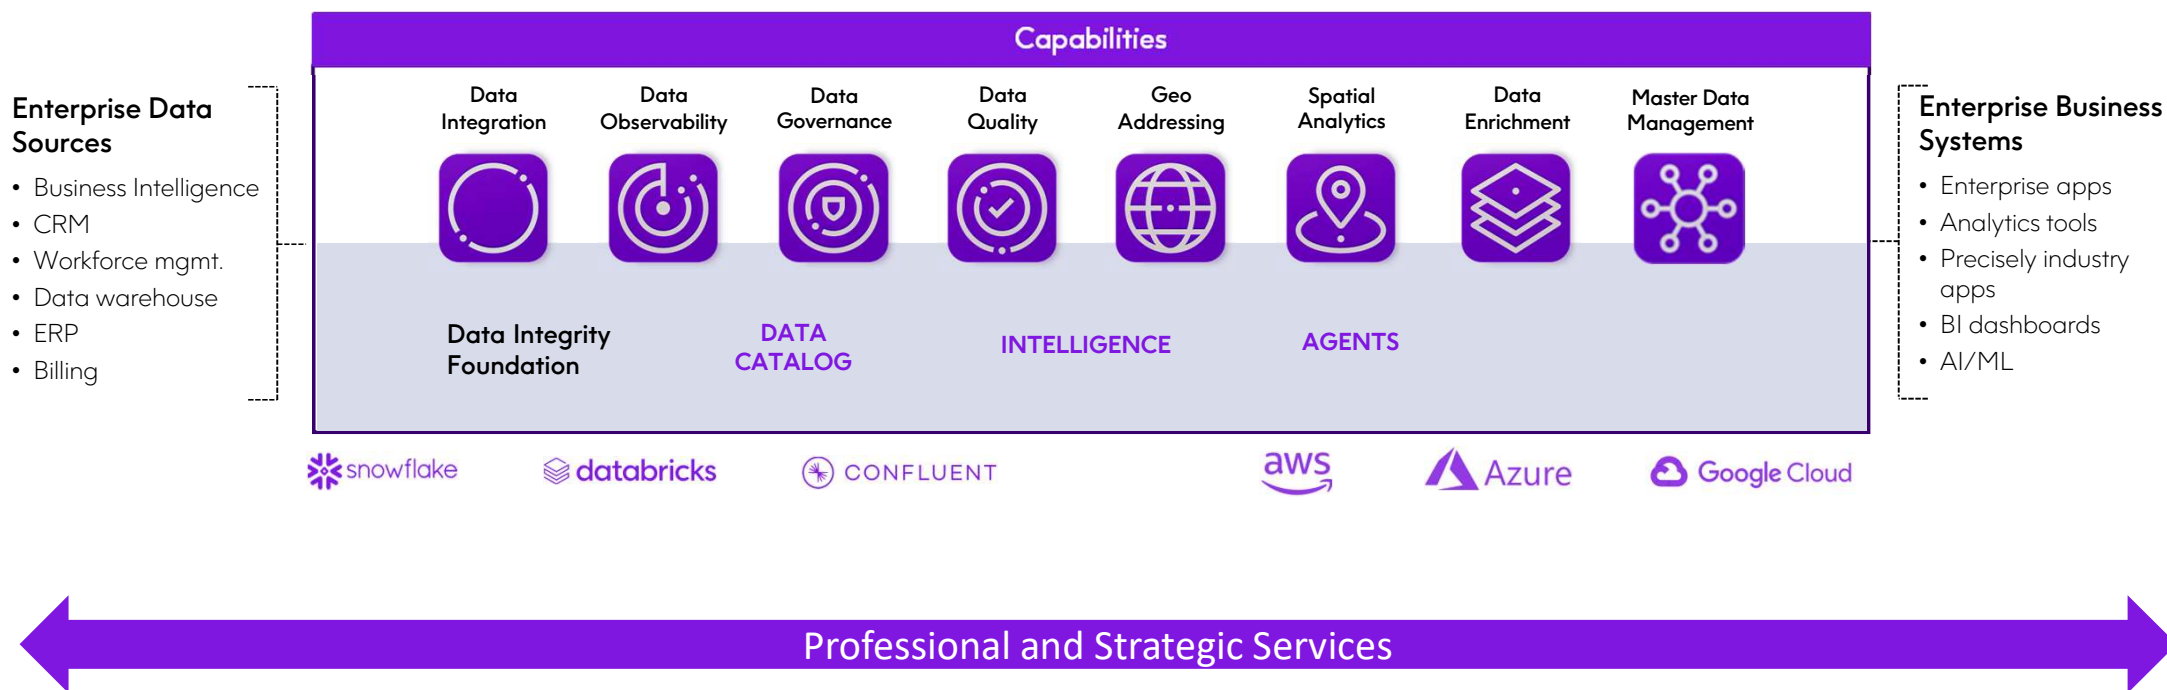 Capabilities
Enterprise Data
Sources
• Business Intelligence
• CRM
• Workforce mgmt.
• Data warehouse
• ERP
• Billing
Data
Integration
Data
Observability
Data
Governance
Data
Quality
Geo
Addressing
Spatial
Analytics
Data
Enrichment
Master Data
Management
Data Integrity
Foundation
DATA
CATALOG
INTELLIGENCE
AGENTS
Enterprise Business
Systems
• Enterprise apps
• Analytics tools
• Precisely industry
apps
• BI dashboards
• AI/ML
snowflake
databricks
CONFLUENT
aws
Azure
Google Cloud
Professional and Strategic Services